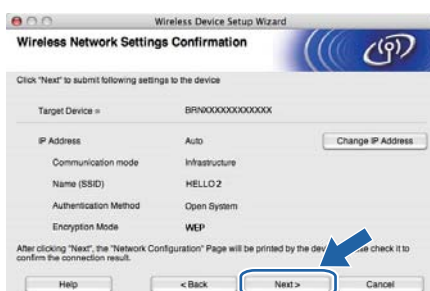 Wireless Device Setup Wizard
Wireless Network Settings Confirmation
Click "Next" to submit following settings to the device
Target Device = BRNXXXXXXXXXXXX
IP Address Auto Change IP Address
Communication mode Infrastructure
Name (SSID) HELLO2
Authentication Method Open System
Encryption Mode WEP
After clicking "Next", the "Network Configuration" Page will be printed by the check it to
confirm the connection result.
Help < Back Next > Cancel